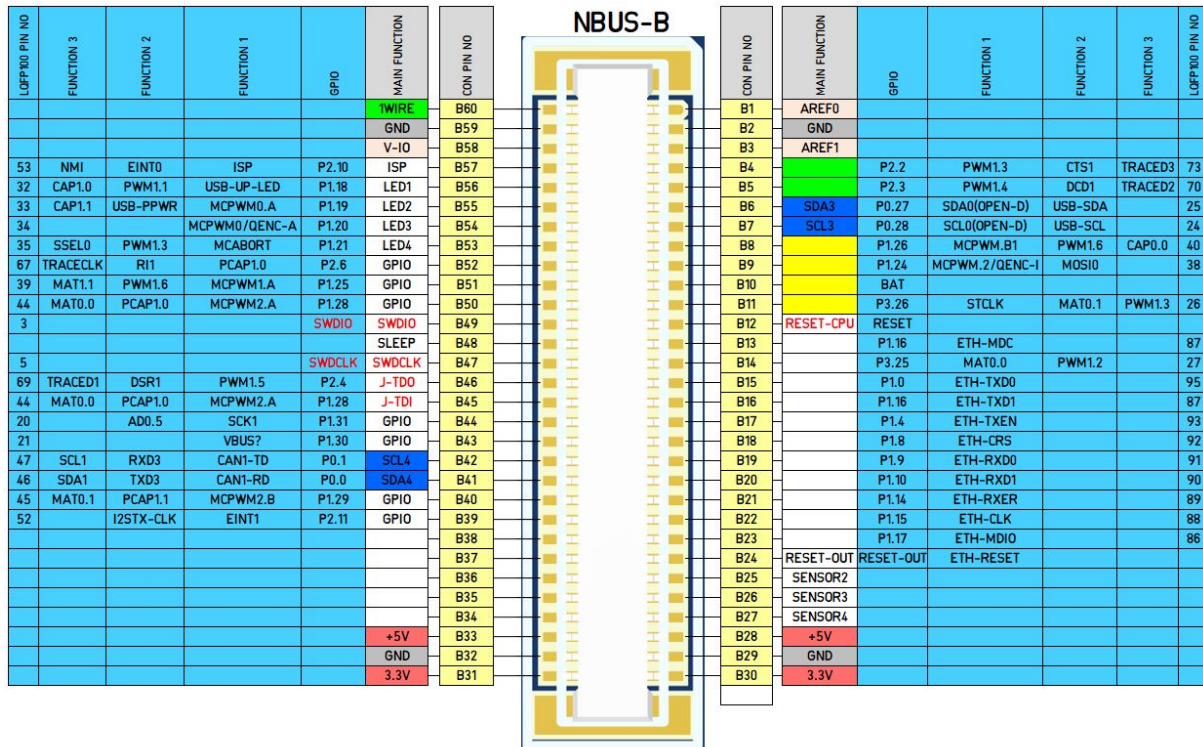 NBUS-B
LQFP100 PIN NO FUNCTION 3 FUNCTION 2 FUNCTION 1 GPIO MAIN FUNCTION CON PIN NO CON PIN NO MAIN FUNCTION GPIO FUNCTION 1 FUNCTION 2 FUNCTION 3 LQFP100 PIN NO
1WIRE B60 B1 AREF0
GND B59 B2 GND
V-IO B58 B3 AREF1
53 NMI EINT0 ISP P2.10 ISP B57 B4 P2.2 PWM1.3 CTS1 TRACED3 73
32 CAP1.0 PWM1.1 USB-UP-LED P1.18 LED1 B56 B5 P2.3 PWM1.4 DCD1 TRACED2 70
33 CAP1.1 USB-PPWR MCPWM0.A P1.19 LED2 B55 B6 SDA3 P0.27 SDA0(OPEN-D) USB-SDA 25
34 MCPWM0/QENC-A P1.20 LED3 B54 B7 SCL3 P0.28 SCL0(OPEN-D) USB-SCL 24
35 SSEL0 PWM1.3 MCABORT P1.21 LED4 B53 B8 P1.26 MCPWM.B1 PWM1.6 CAP0.0 40
67 TRACECLK RI1 PCAP1.0 P2.6 GPIO B52 B9 P1.24 MCPWM.2/QENC-I MOSI0 38
39 MAT1.1 PWM1.6 MCPWM1.A P1.25 GPIO B51 B10 BAT
44 MAT0.0 PCAP1.0 MCPWM2.A P1.28 GPIO B50 B11 P3.26 STCLK MAT0.1 PWM1.3 26
3 SWDIO SWDIO B49 B12 RESET-CPU RESET
SLEEP B48 B13 P1.16 ETH-MDC 87
5 SWDCLK SWDCLK B47 B14 P3.25 MAT0.0 PWM1.2 27
69 TRACED1 DSR1 PWM1.5 P2.4 J-TDO B46 B15 P1.0 ETH-TXD0 95
44 MAT0.0 PCAP1.0 MCPWM2.A P1.28 J-TDI B45 B16 P1.16 ETH-TXD1 87
20 AD0.5 SCK1 P1.31 GPIO B44 B17 P1.4 ETH-TXEN 93
21 VBUS? P1.30 GPIO B43 B18 P1.8 ETH-CRS 92
47 SCL1 RXD3 CAN1-TD P0.1 SCL4 B42 B19 P1.9 ETH-RXD0 91
46 SDA1 TXD3 CAN1-RD P0.0 SDA4 B41 B20 P1.10 ETH-RXD1 90
45 MAT0.1 PCAP1.1 MCPWM2.B P1.29 GPIO B40 B21 P1.14 ETH-RXER 89
52 I2STX-CLK EINT1 P2.11 GPIO B39 B22 P1.15 ETH-CLK 88
B38 B23 P1.17 ETH-MDIO 86
B37 B24 RESET-OUT RESET-OUT ETH-RESET
B36 B25 SENSOR2
B35 B26 SENSOR3
B34 B27 SENSOR4
+5V B33 B28 +5V
GND B32 B29 GND
3.3V B31 B30 3.3V